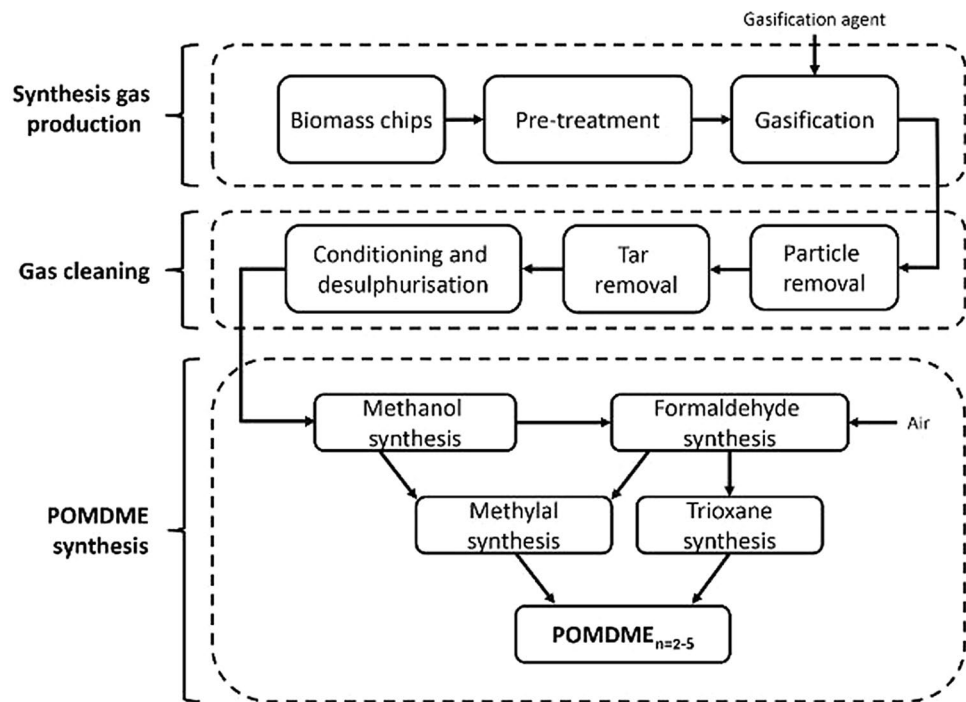 Gasification agent
Synthesis gas
production
Biomass chips
Pre-treatment
Gasification
Gas cleaning
Conditioning and
desulphurisation
Tar
removal
Particle
removal
POMDME
synthesis
Methanol
synthesis
Formaldehyde
synthesis
Air
Methylal
synthesis
Trioxane
synthesis
POMDMEn=2-5